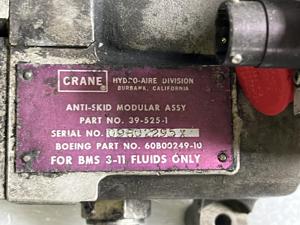 CRANE HYDRO-AIRE DIVISION
BURBANK, CALIFORNIA
ANTI-SKID MODULAR ASSY
PART NO. 39-525-1
SERIAL NO.
BOEING PART NO. 60B00249-10
FOR BMS 3-11 FLUIDS ONLY